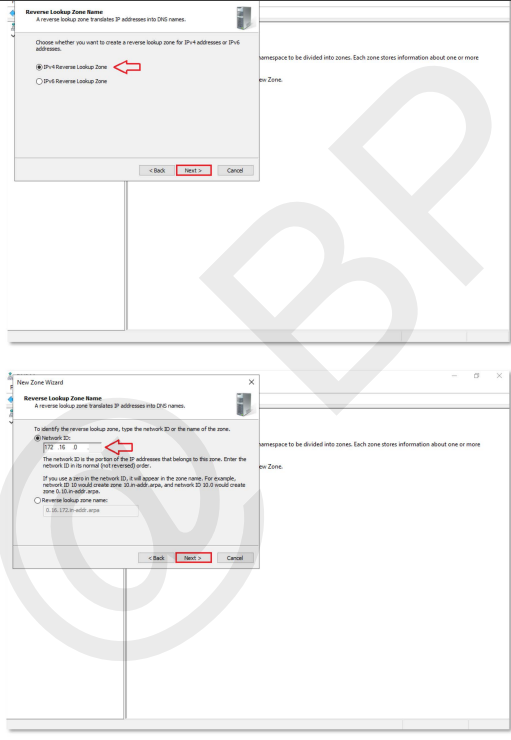 Reverse Lookup Zone Name
A reverse lookup zone translates IP addresses into DNS names.
Choose whether you want to create a reverse lookup zone for IPv4 addresses or IPv6
addresses.
IPv4 Reverse Lookup Zone
IPv6 Reverse Lookup Zone
< Back Next > Cancel
namespace to be divided into zones. Each zone stores information about one or more
ew Zone.
New Zone Wizard
Reverse Lookup Zone Name
A reverse lookup zone translates IP addresses into DNS names.
To identify the reverse lookup zone, type the network ID or the name of the zone.
Network ID:
172 .16 .0 .
The network ID is the portion of the IP addresses that belongs to this zone. Enter the
network ID in its normal (not reversed) order.
If you use a zero in the network ID, it will appear in the zone name. For example,
network ID 10 would create zone 10.in-addr.arpa, and network ID 10.0 would create
zone 0.10.in-addr.arpa.
Reverse lookup zone name:
0.16.172.in-addr.arpa
< Back Next > Cancel
namespace to be divided into zones. Each zone stores information about one or more
ew Zone.
@BP